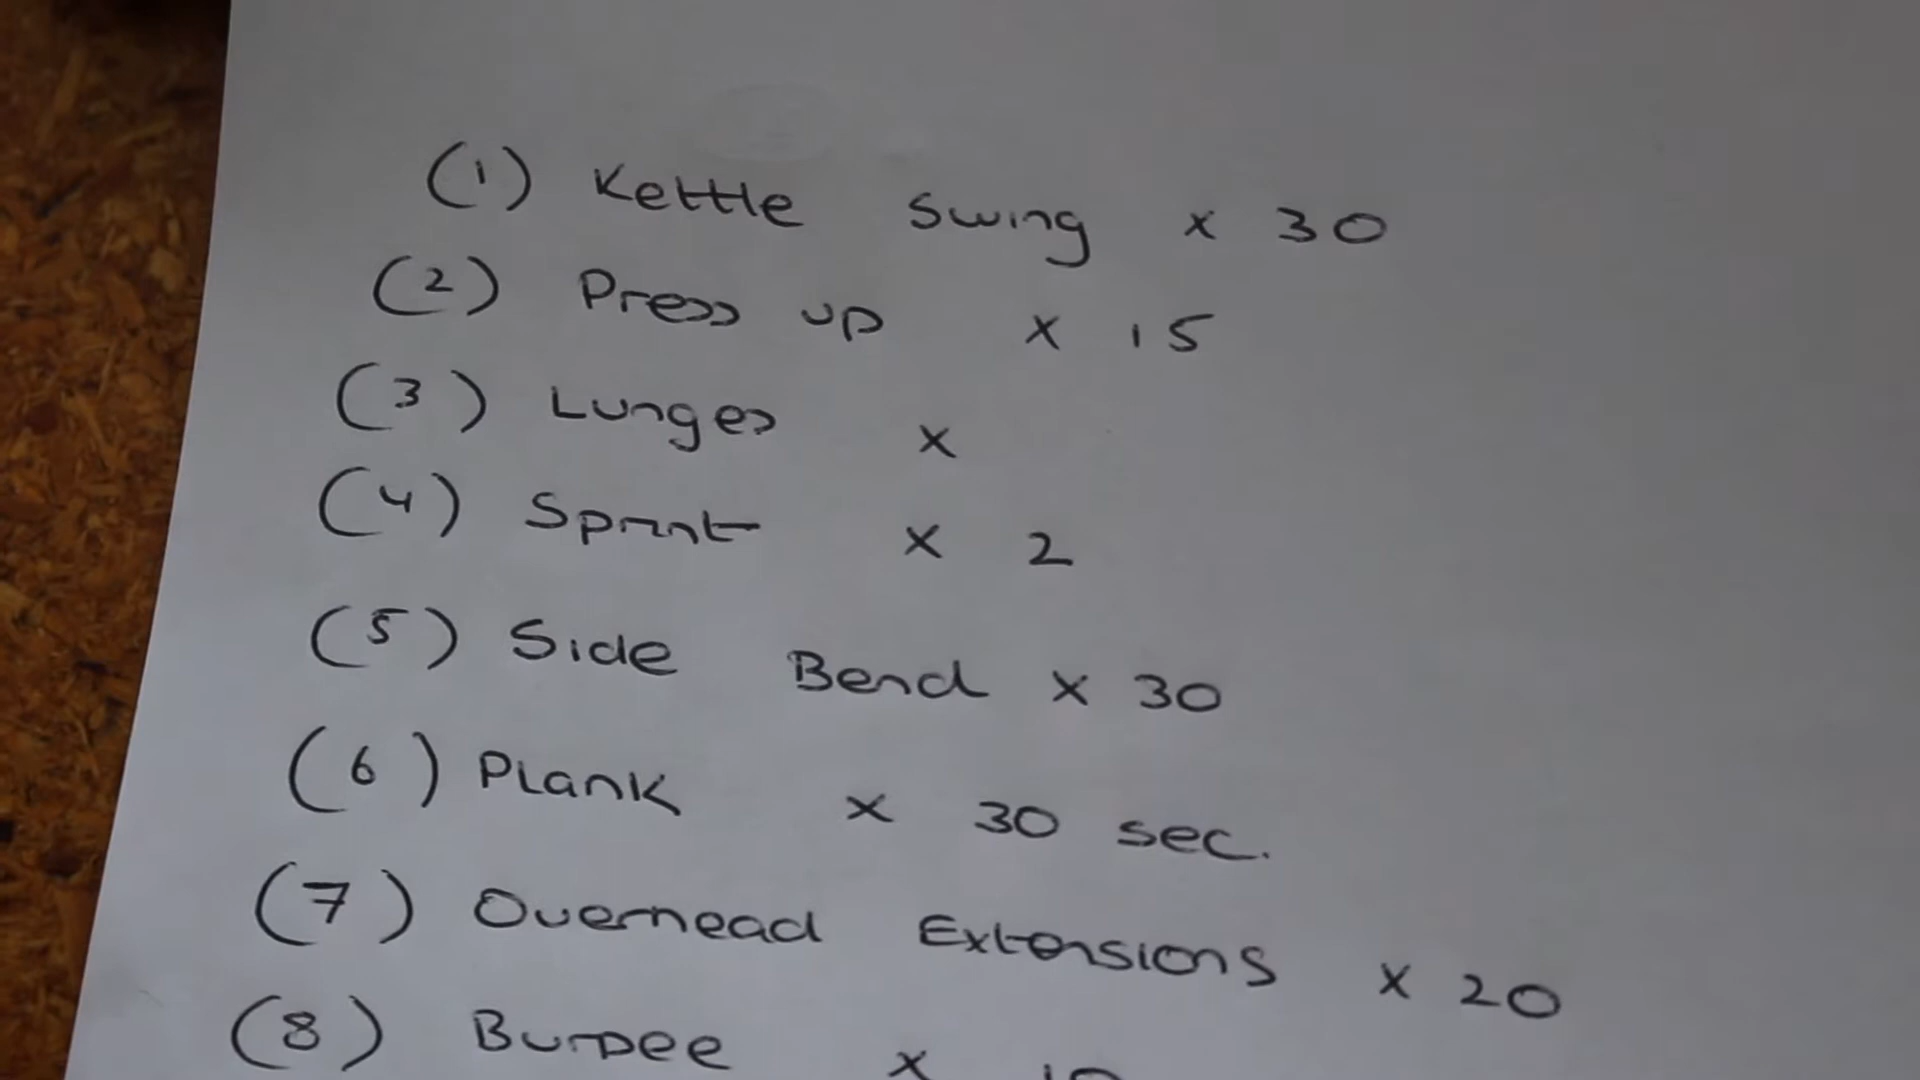 (1) Kettle Swing x 30
(2) Press up x 15
(3) Lunges x
(4) Sprint x 2
(5) Side Bend x 30
(6) Plank x 30 sec.
(7) Overhead Extensions x 20
(8) Burpee x